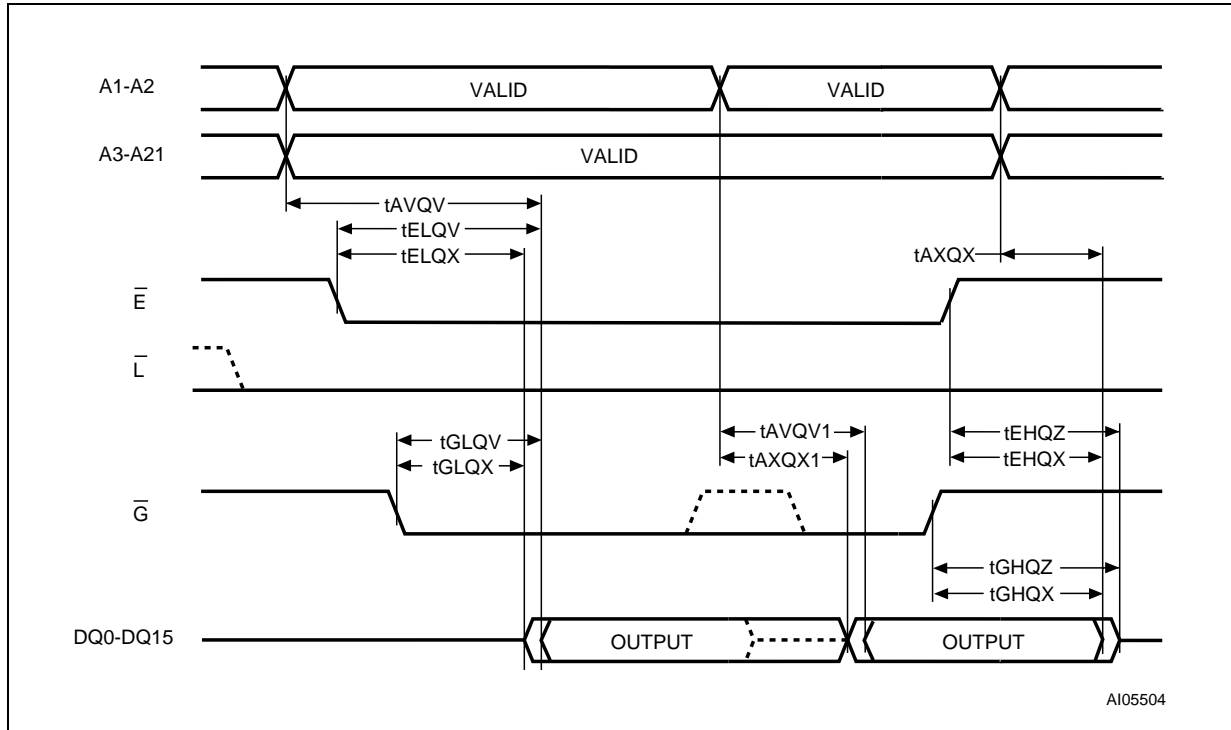 A1-A2 VALID VALID
A3-A21 VALID
tAVQV
tELQV
tELQX
tAXQX
E̅
L̅
tGLQV tAVQV1 tEHQZ
tGLQX tAXQX1 tEHQX
G̅
tGHQZ
tGHQX
DQ0-DQ15 OUTPUT OUTPUT
AI05504